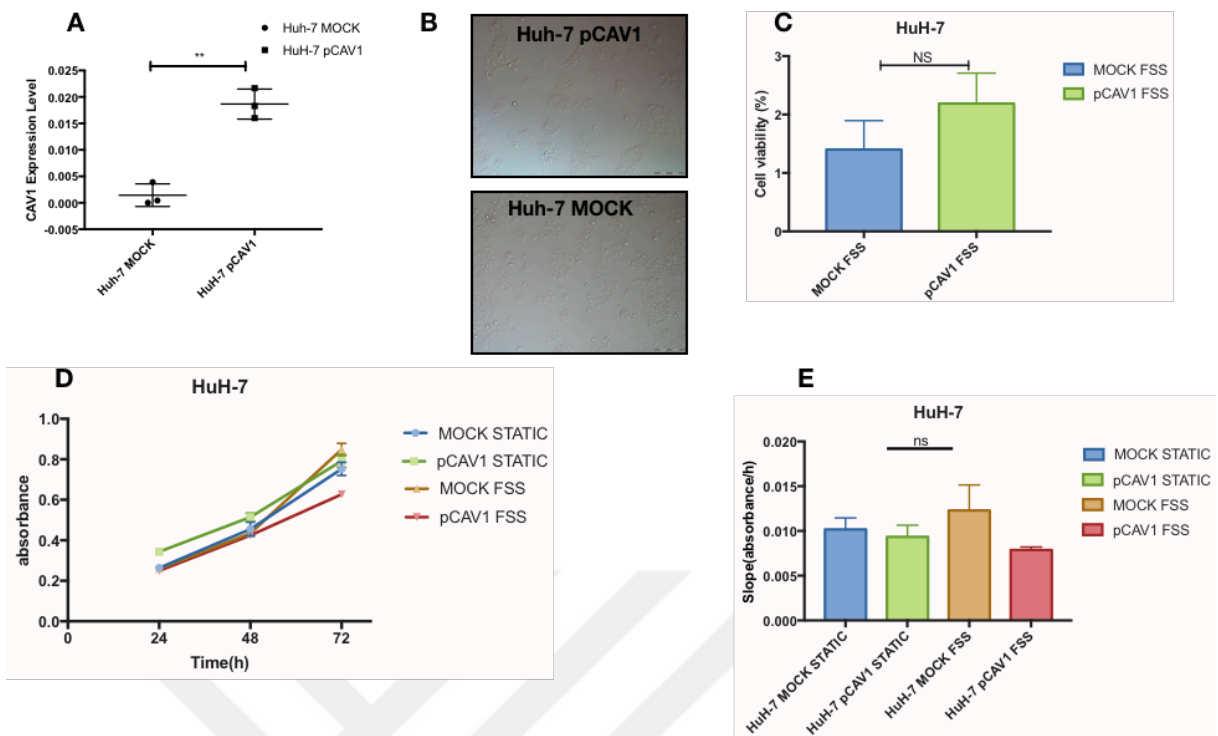 A
Huh-7 MOCK
HuH-7 pCAV1
**
CAV1 Expression Level
0.025
0.020
0.015
0.010
0.005
0.000
-0.005
Huh-7 MOCK
HuH-7 pCAV1
B
Huh-7 pCAV1
Huh-7 MOCK
C
HuH-7
NS
MOCK FSS
pCAV1 FSS
Cell viability (%)
3
2
1
0
MOCK FSS
pCAV1 FSS
D
HuH-7
absorbance
1.0
0.8
0.6
0.4
0.2
0.0
0
24
48
72
Time(h)
MOCK STATIC
pCAV1 STATIC
MOCK FSS
pCAV1 FSS
E
HuH-7
ns
Slope(absorbance/h)
0.020
0.015
0.010
0.005
0.000
HuH-7 MOCK STATIC
HuH-7 pCAV1 STATIC
HuH-7 MOCK FSS
HuH-7 pCAV1 FSS
MOCK STATIC
pCAV1 STATIC
MOCK FSS
pCAV1 FSS